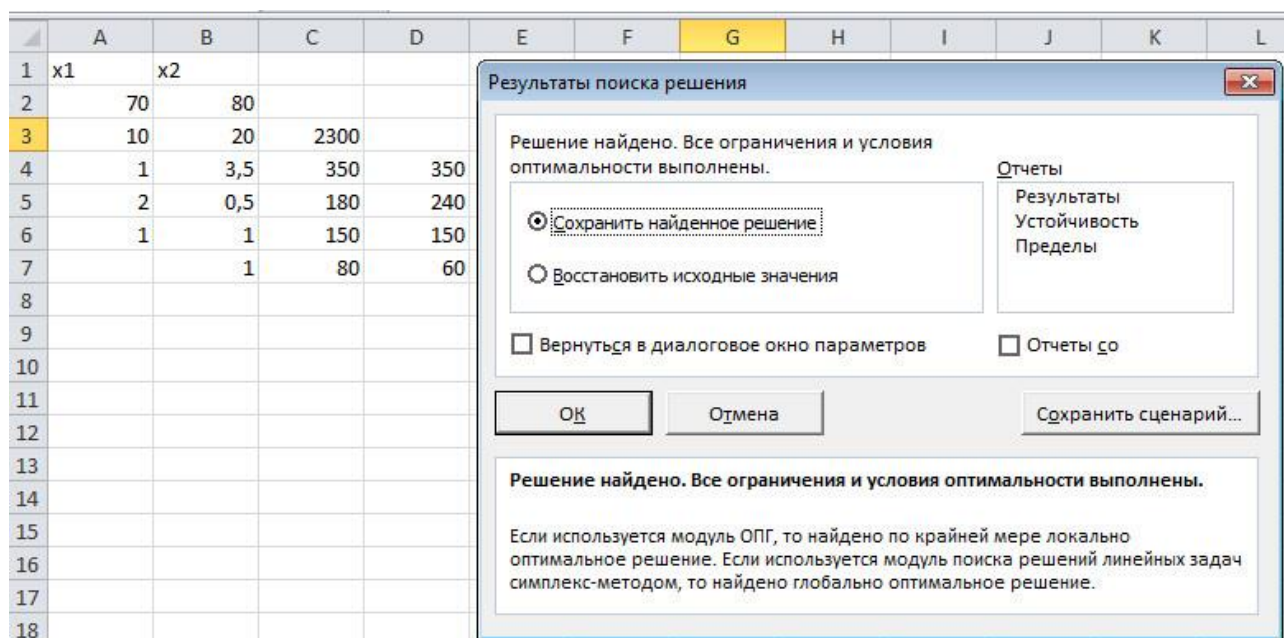 A B C D E F G H I J K L
1 x1 x2
2 70 80
3 10 20 2300
4 1 3,5 350 350
5 2 0,5 180 240
6 1 1 150 150
7 1 80 60
8
9
10
11
12
13
14
15
16
17
18
Результаты поиска решения
Решение найдено. Все ограничения и условия
оптимальности выполнены.
Отчеты
Результаты
Устойчивость
Пределы
Сохранить найденное решение
Восстановить исходные значения
Вернуться в диалоговое окно параметров
Отчеты со
ОК
Отмена
Сохранить сценарий...
Решение найдено. Все ограничения и условия оптимальности выполнены.
Если используется модуль ОПГ, то найдено по крайней мере локально
оптимальное решение. Если используется модуль поиска решений линейных задач
симплекс-методом, то найдено глобально оптимальное решение.